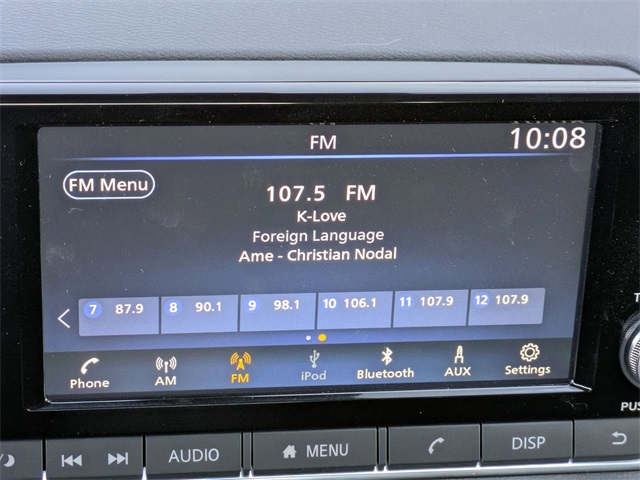 FM
10:08
FM Menu
107.5 FM
K-Love
Foreign Language
Ame - Christian Nodal
7 87.9 8 90.1 9 98.1 10 106.1 11 107.9 12 107.9
Phone AM FM iPod Bluetooth AUX Settings
AUDIO MENU DISP